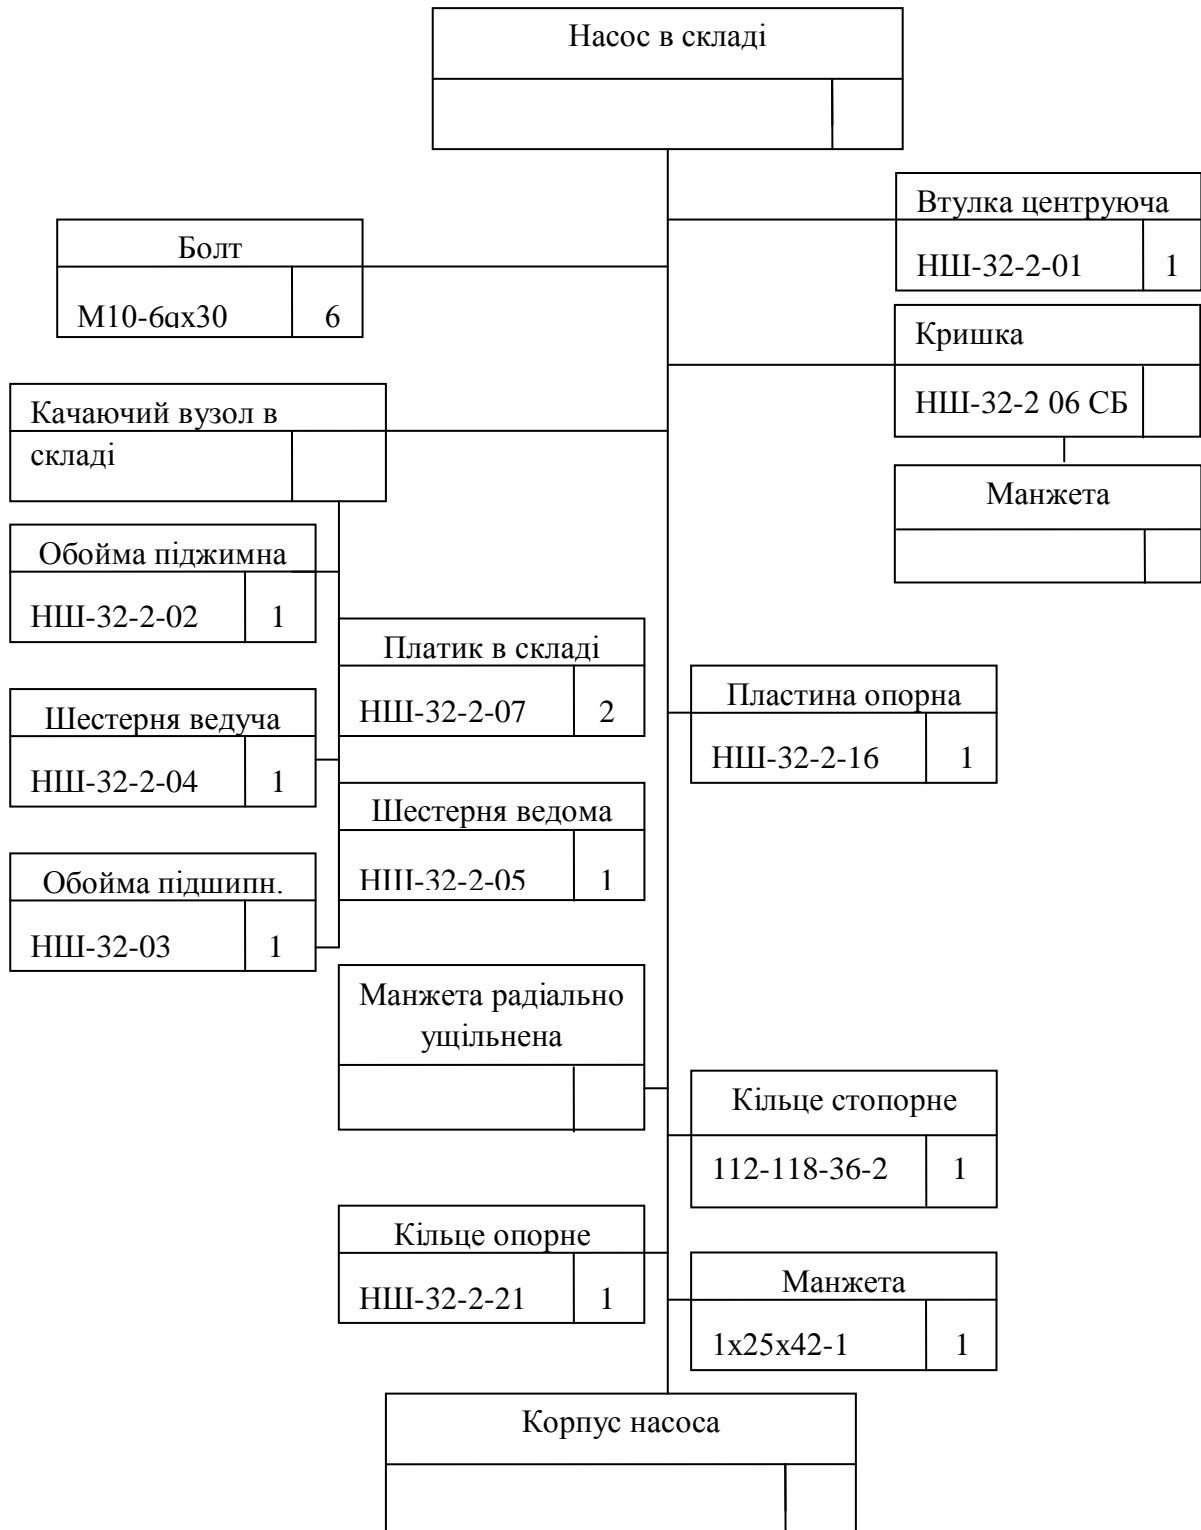 Насос в складі
Втулка центруюча
НШ-32-2-01 1
Болт
М10-6gх30 6
Кришка
НШ-32-2 06 СБ
Качаючий вузол в
складі
Манжета
Обойма піджимна
НШ-32-2-02 1
Платик в складі
НШ-32-2-07 2
Пластина опорна
НШ-32-2-16 1
Шестерня ведуча
НШ-32-2-04 1
Шестерня ведома
НШ-32-2-05 1
Обойма підшипн.
НШ-32-03 1
Манжета радіально
ущільнена
Кільце стопорне
112-118-36-2 1
Кільце опорне
НШ-32-2-21 1
Манжета
1х25х42-1 1
Корпус насоса